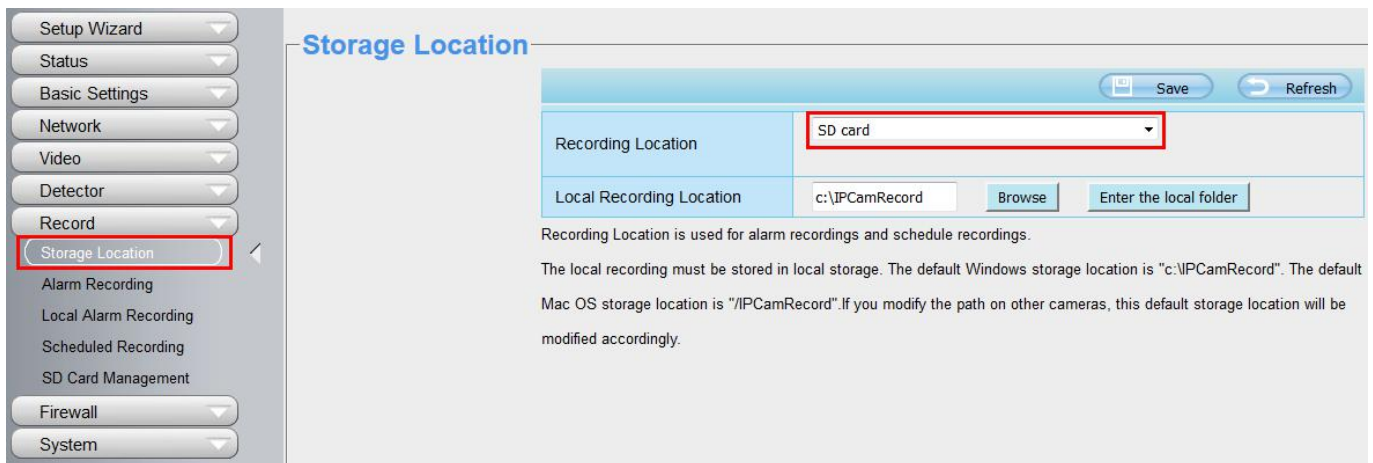 Setup Wizard
Status
Basic Settings
Network
Video
Detector
Record
Storage Location
Alarm Recording
Local Alarm Recording
Scheduled Recording
SD Card Management
Firewall
System
Storage Location
Save Refresh
Recording Location SD card
Local Recording Location c:\IPCamRecord Browse Enter the local folder
Recording Location is used for alarm recordings and schedule recordings.
The local recording must be stored in local storage. The default Windows storage location is "c:\IPCamRecord". The default
Mac OS storage location is "/IPCamRecord".If you modify the path on other cameras, this default storage location will be
modified accordingly.